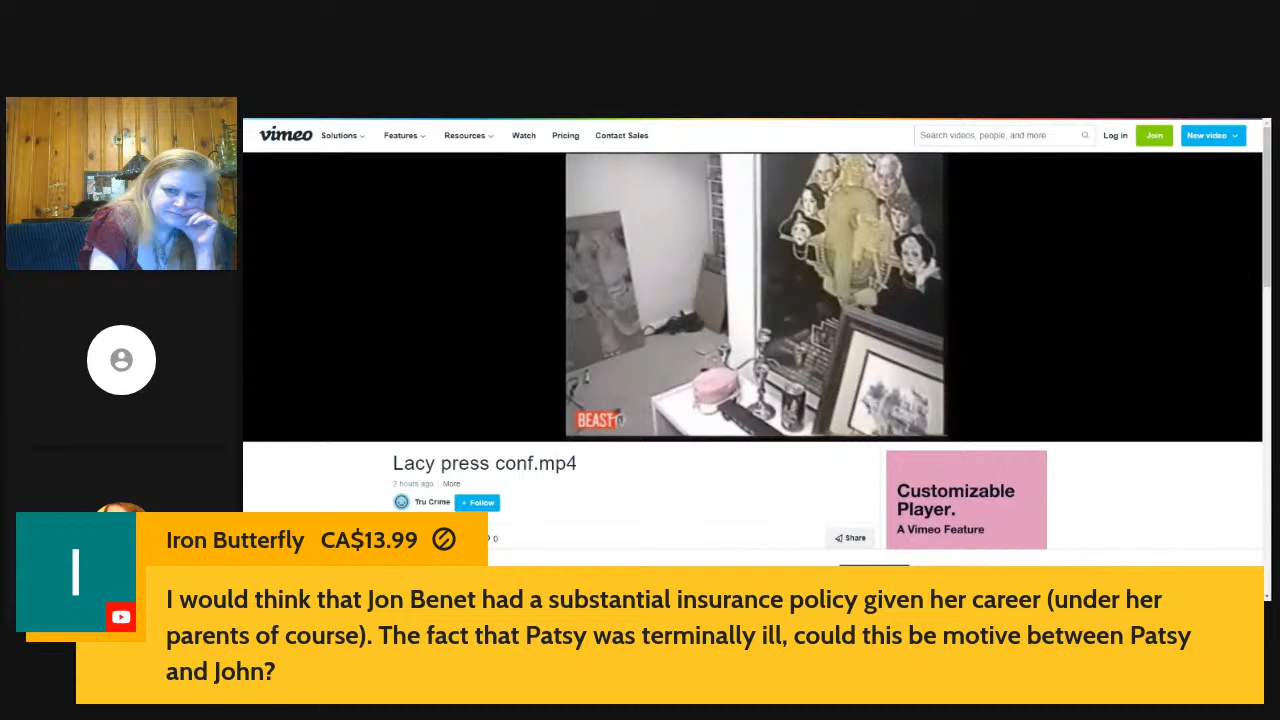 vimeo Solutions Features Resources Watch Pricing Contact Sales Search videos, people, and more Log in Join New video
BEAST
Lacy press conf.mp4
2 hours ago More
Tru Crime + Follow
0
Share
Customizable
Player.
A Vimeo Feature
I
Iron Butterfly CA$13.99
I would think that Jon Benet had a substantial insurance policy given her career (under her
parents of course). The fact that Patsy was terminally ill, could this be motive between Patsy
and John?